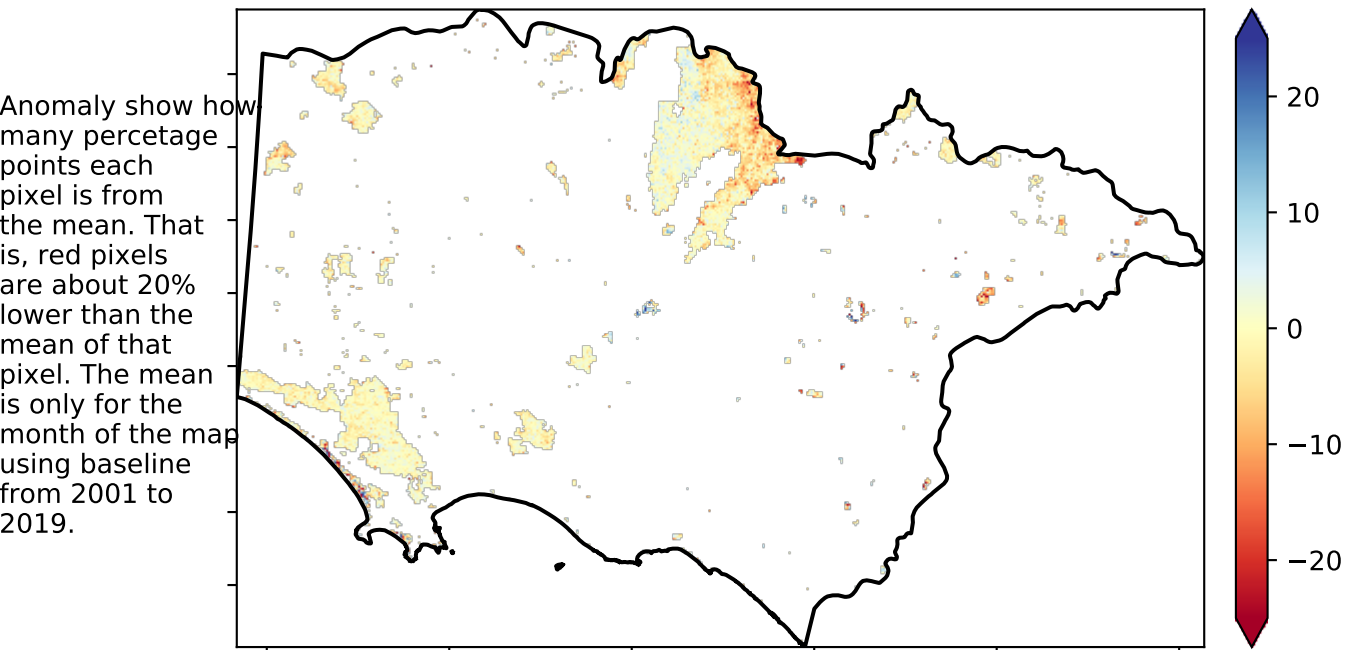 Anomaly show how
many percetage
points each
pixel is from
the mean. That
is, red pixels
are about 20%
lower than the
mean of that
pixel. The mean
is only for the
month of the map
using baseline
from 2001 to
2019.
20
10
0
−10
−20